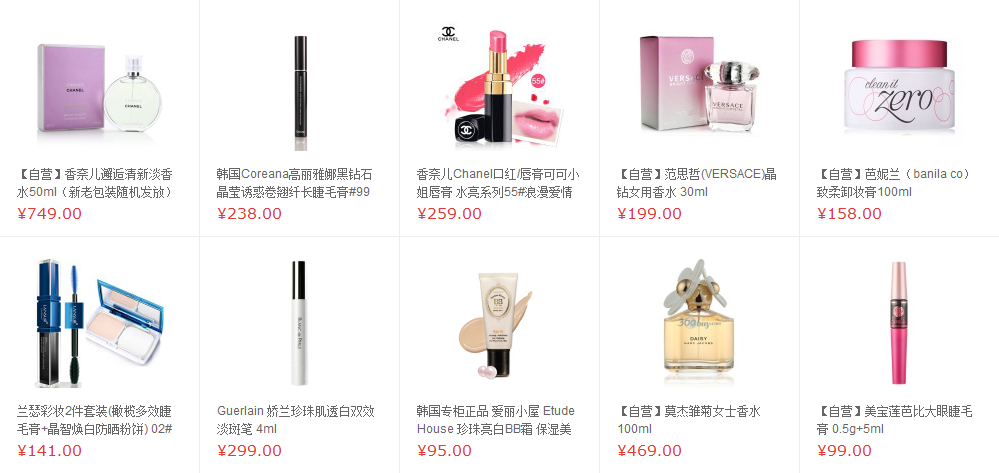 CHANEL
CHANEL
CHANEL
55#
VERSACE
VERSACE
clean it
zero
【自营】香奈儿邂逅清新淡香
水50ml（新老包装随机发放）
¥749.00
韩国Coreana高丽雅娜黑钻石
晶莹诱惑卷翘纤长睫毛膏#99
¥238.00
香奈儿Chanel口红/唇膏可可小
姐唇膏 水亮系列55#浪漫爱情
¥259.00
【自营】范思哲(VERSACE)晶
钻女用香水 30ml
¥199.00
【自营】芭妮兰（banila co）
致柔卸妆膏100ml
¥158.00
BLANC de PERLE
BB
360buy
DAISY
MARC JACOBS
兰瑟彩妆2件套装(橄榄多效睫
毛膏+晶智焕白防晒粉饼) 02#
¥141.00
Guerlain 娇兰珍珠肌透白双效
淡斑笔 4ml
¥299.00
韩国专柜正品 爱丽小屋 Etude
House 珍珠亮白BB霜 保湿美
¥95.00
【自营】莫杰雏菊女士香水
100ml
¥469.00
【自营】美宝莲芭比大眼睫毛
膏 0.5g+5ml
¥99.00